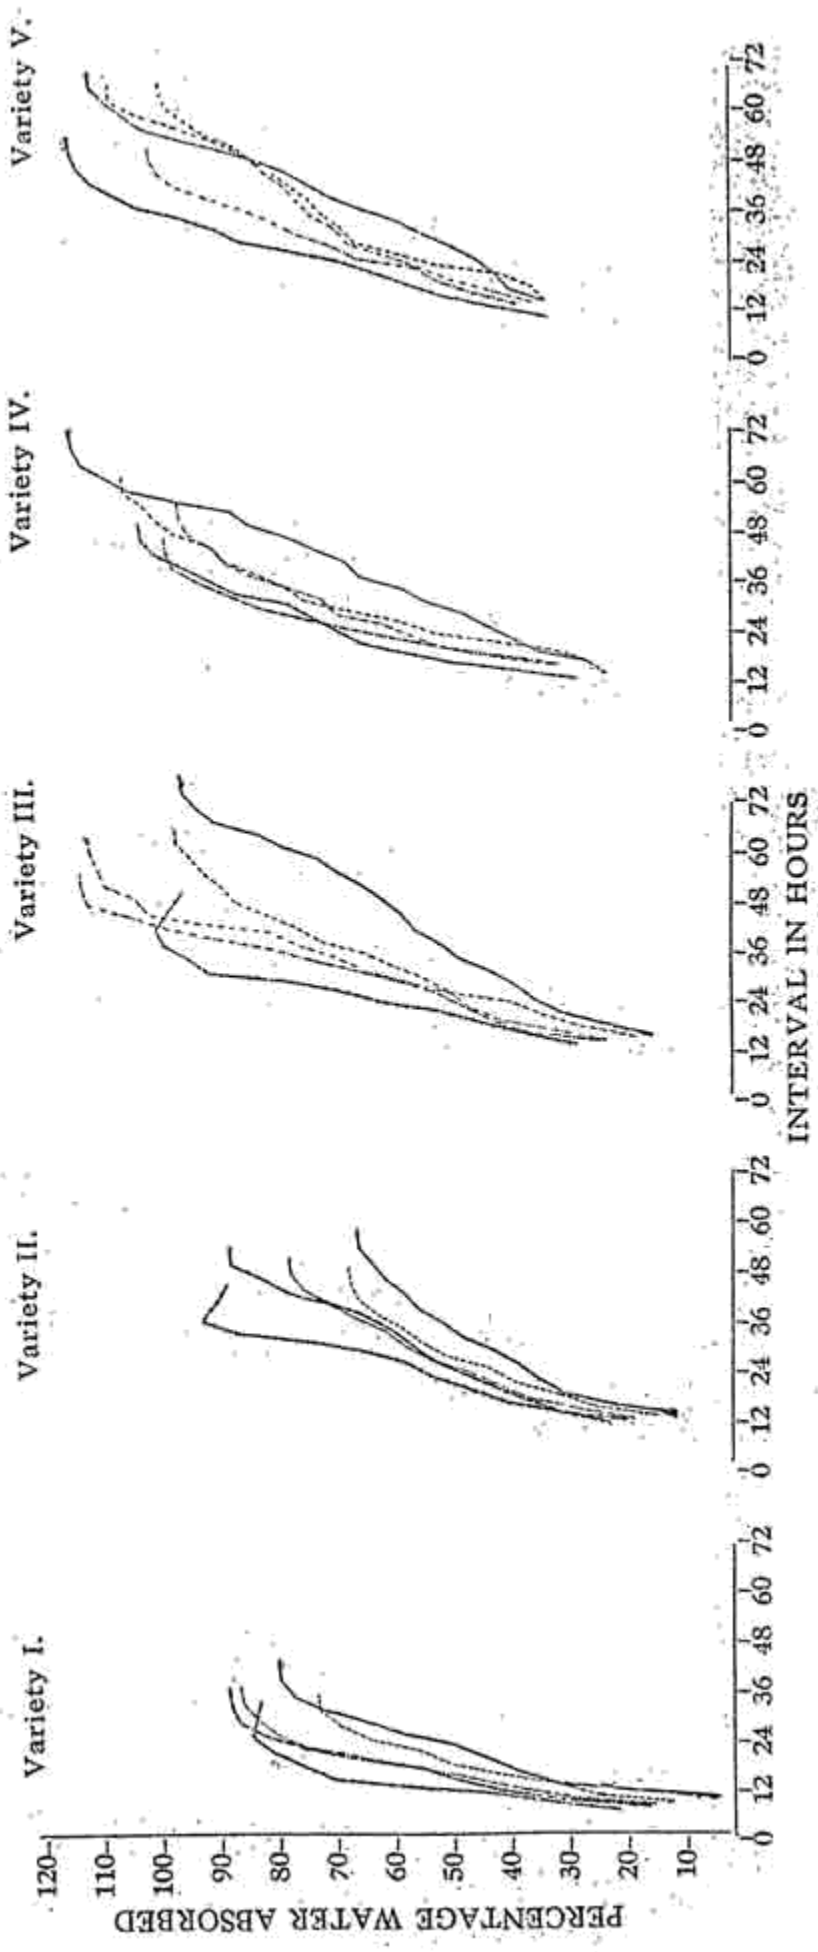 Variety I.
Variety II.
Variety III.
Variety IV.
Variety V.
PERCENTAGE WATER ABSORBED
120
110
100
90
80
70
60
50
40
30
20
10
0 12 24 36 48 60 72
0 12 24 36 48 60 72
0 12 24 36 48 60 72
0 12 24 36 48 60 72
0 12 24 36 48 60 72
INTERVAL IN HOURS